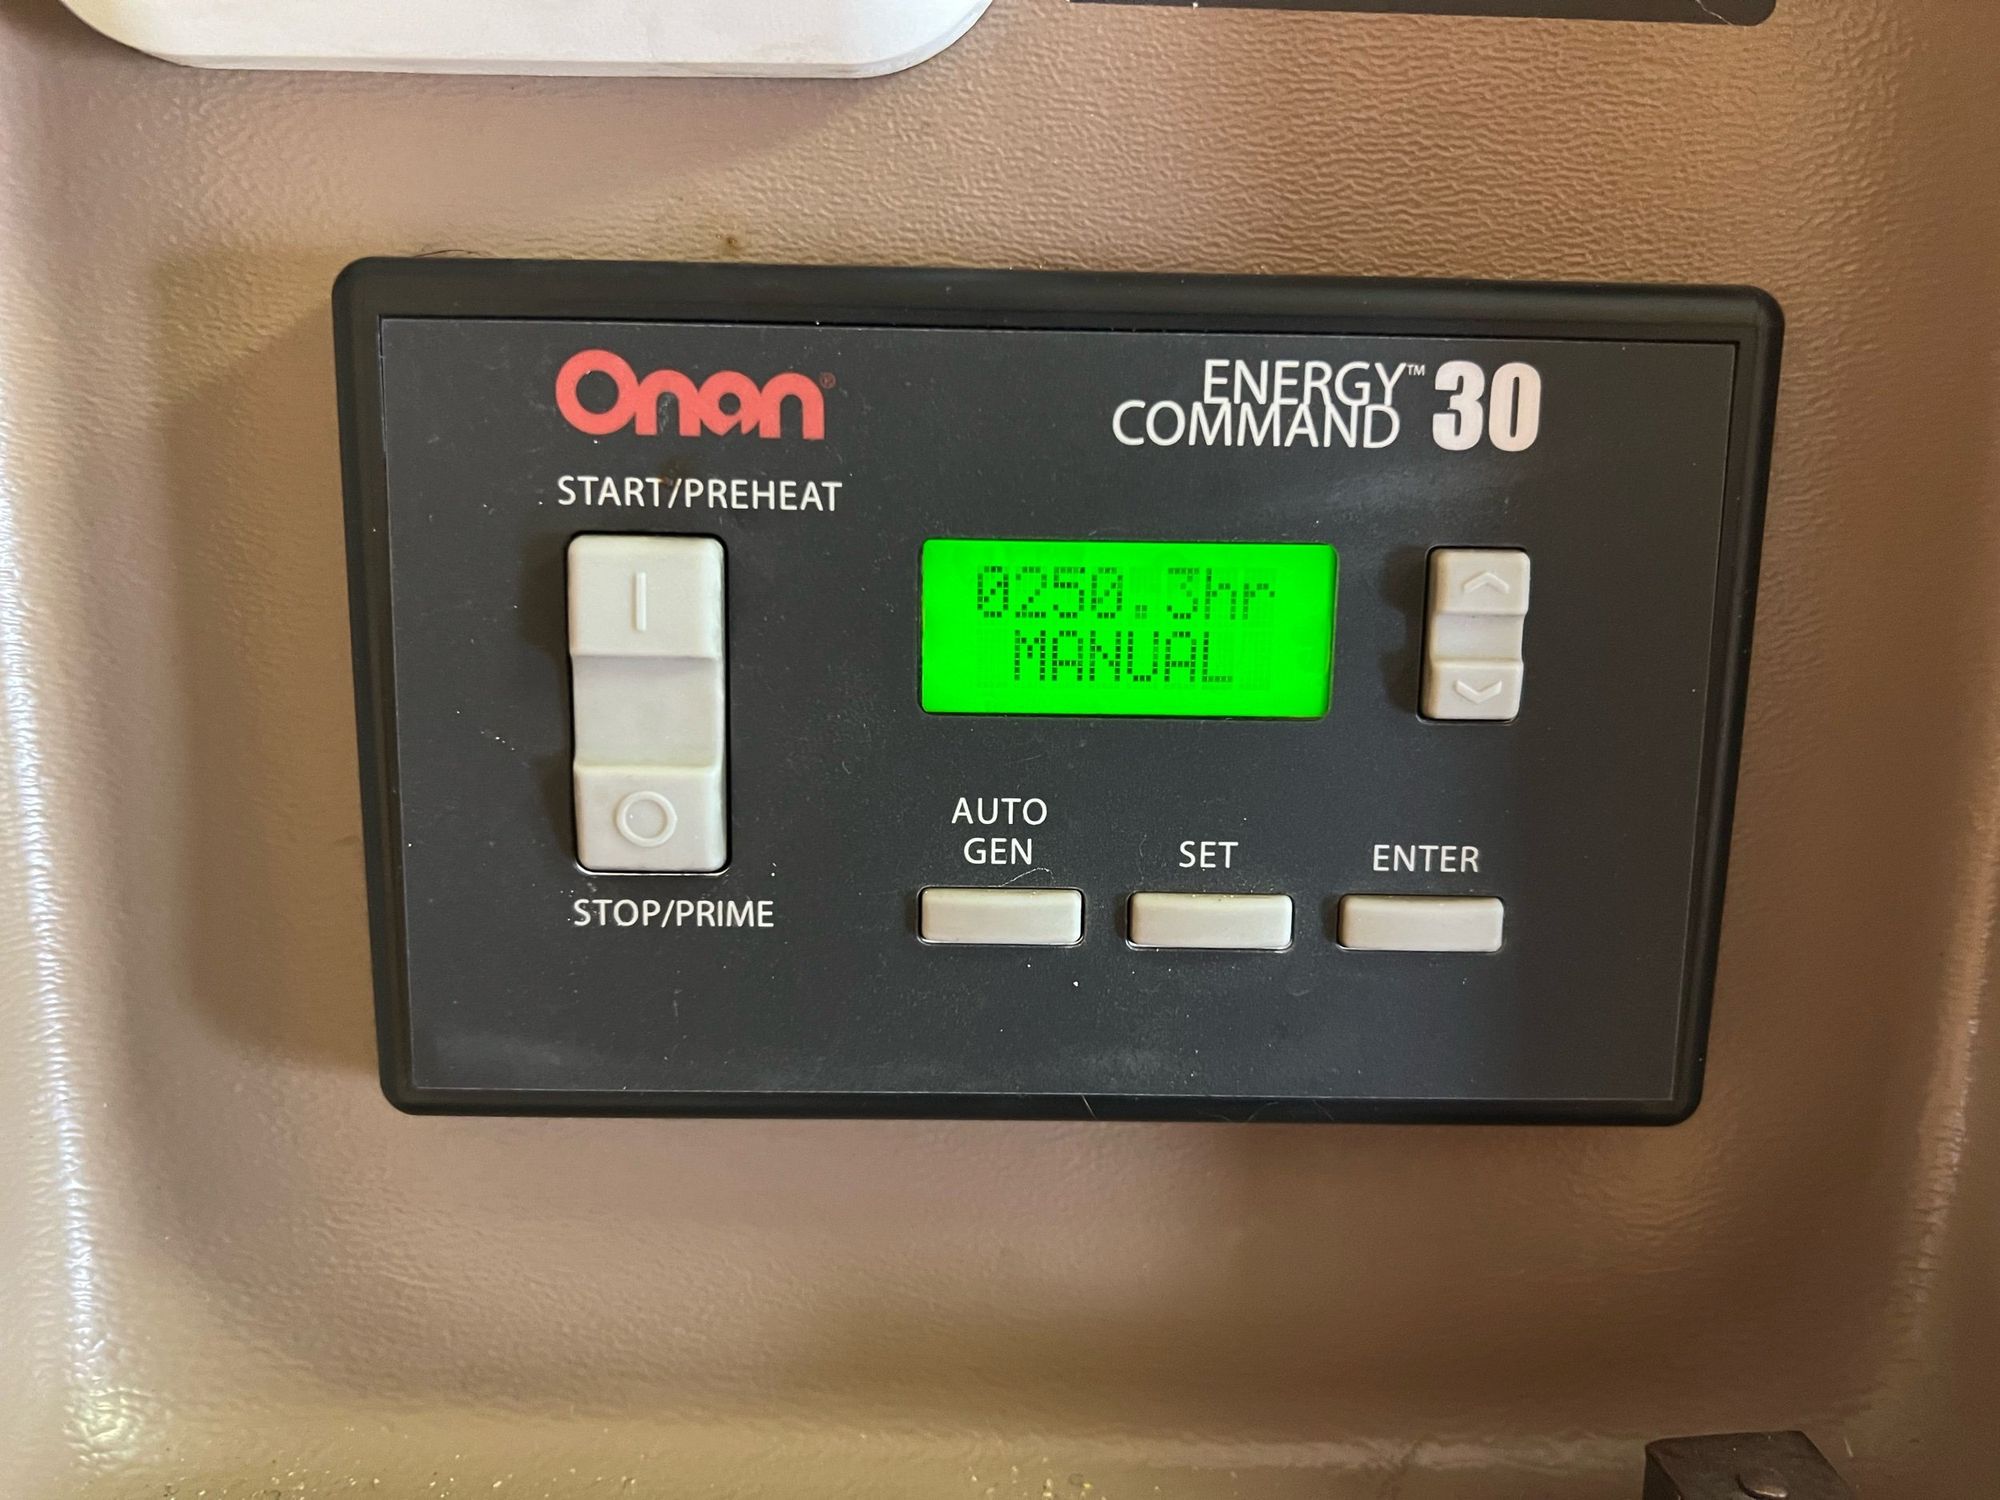 Onan®
ENERGY™
COMMAND 30
START/PREHEAT
0250.3hr
MANUAL
AUTO
GEN
SET
ENTER
STOP/PRIME